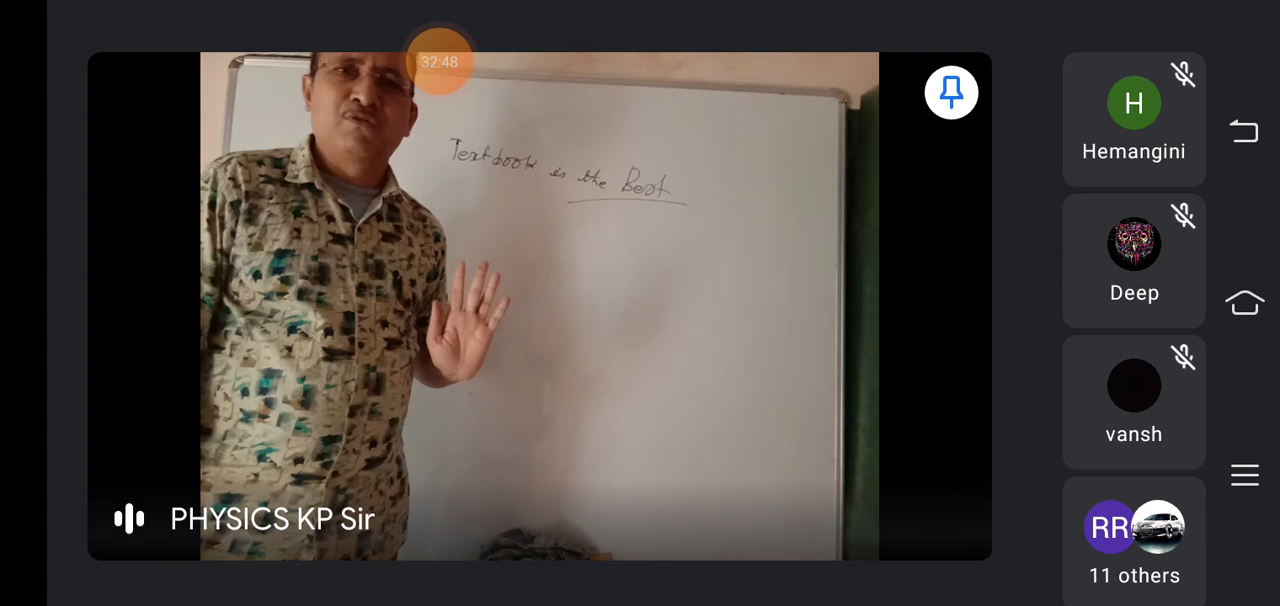 32:48
Textbook is the Best
PHYSICS KP Sir
H
Hemangini
Deep
vansh
RR
11 others